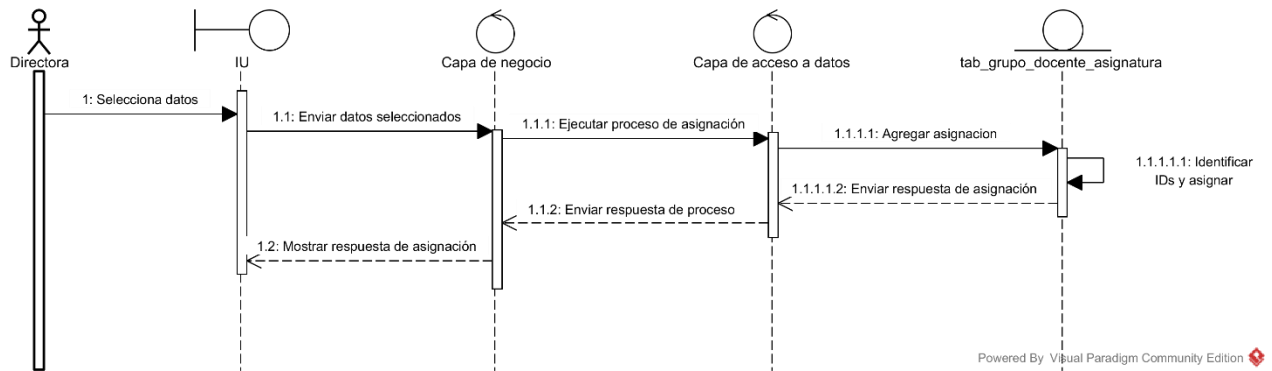 Directora
IU
Capa de negocio
Capa de acceso a datos
tab_grupo_docente_asignatura
1: Selecciona datos
1.1: Enviar datos seleccionados
1.1.1: Ejecutar proceso de asignación
1.1.1.1: Agregar asignacion
1.1.1.1.1: Identificar
IDs y asignar
1.1.1.1.2: Enviar respuesta de asignación
1.1.2: Enviar respuesta de proceso
1.2: Mostrar respuesta de asignación
Powered By Visual Paradigm Community Edition